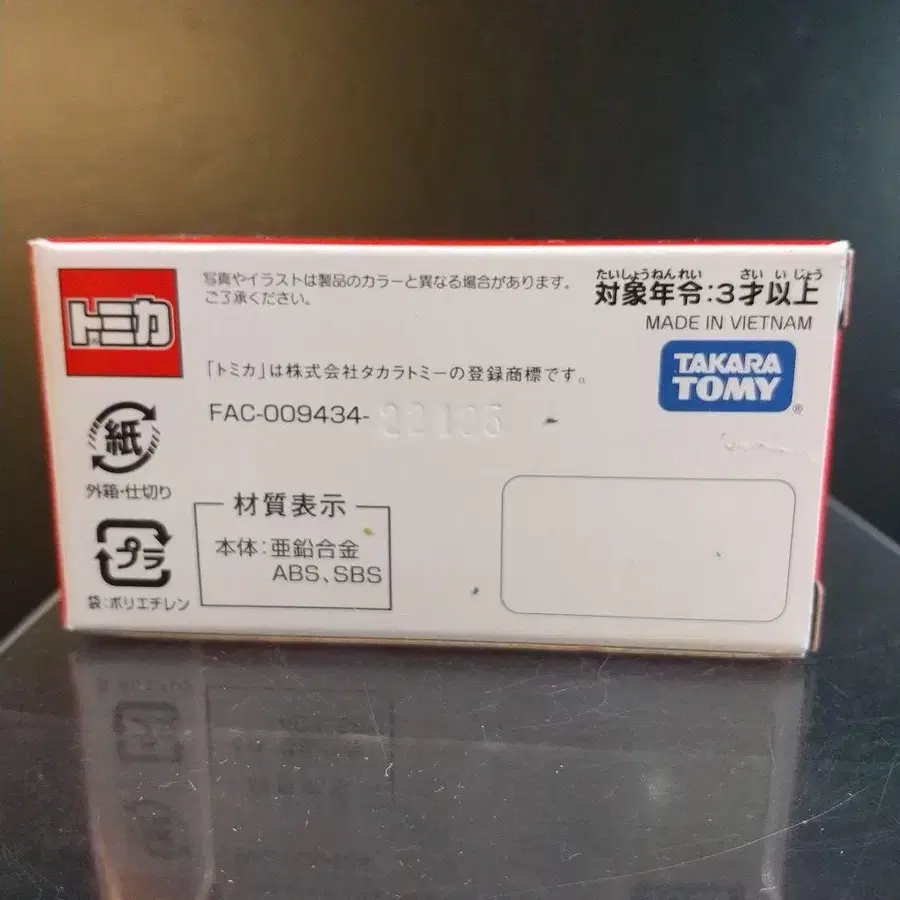 トミカ
写真やイラストは製品のカラーと異なる場合があります。
ご了承ください。
たいしょうねんれい さいいじょう
対象年令:3才以上
MADE IN VIETNAM
「トミカ」は株式会社タカラトミーの登録商標です。
TAKARA
TOMY
®
FAC-009434-
紙
外箱・仕切り
プラ
袋:ポリエチレン
材質表示
本体:亜鉛合金
ABS、SBS